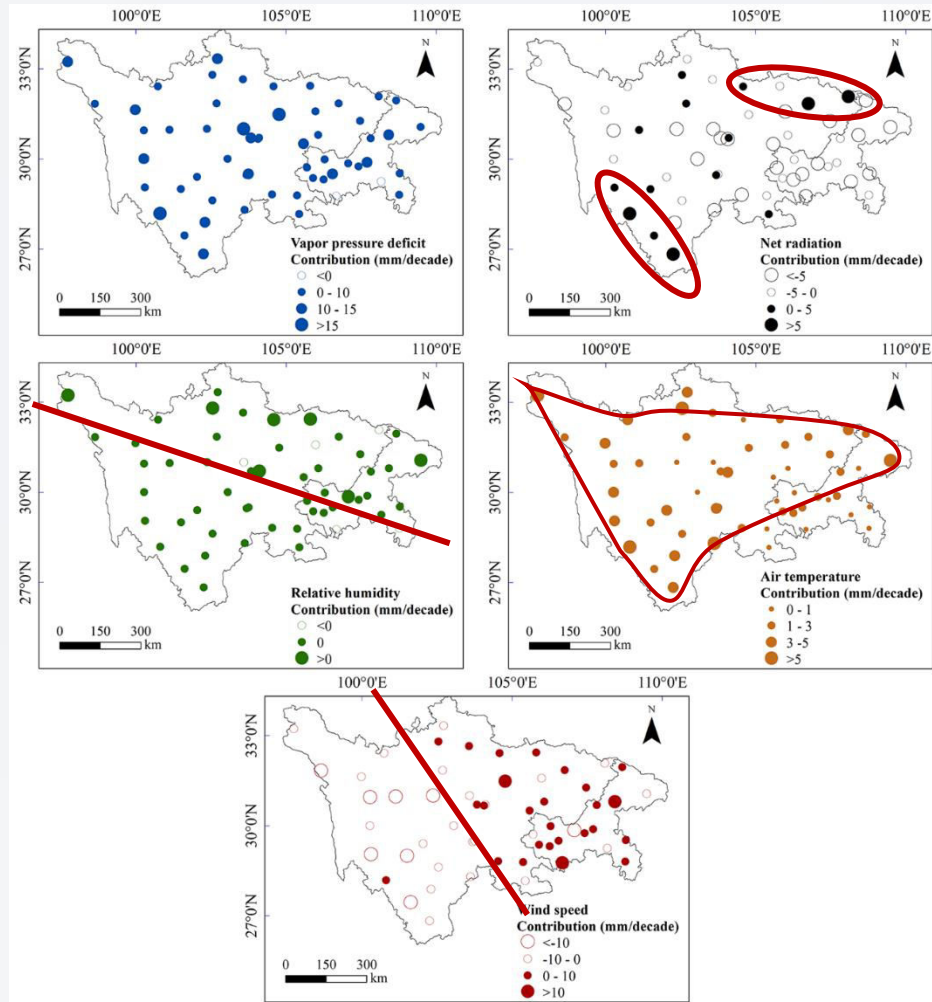 100°0'E 105°0'E 110°0'E
33°0'N
30°0'N
27°0'N
N
Vapor pressure deficit
Contribution (mm/decade)
<0
0 - 10
10 - 15
>15
0 150 300
km
100°0'E 105°0'E 110°0'E
33°0'N
30°0'N
27°0'N
N
Net radiation
Contribution (mm/decade)
<-5
-5 - 0
0 - 5
>5
0 150 300
km
100°0'E 105°0'E 110°0'E
33°0'N
30°0'N
27°0'N
N
Relative humidity
Contribution (mm/decade)
<0
0
>0
0 150 300
km
100°0'E 105°0'E 110°0'E
33°0'N
30°0'N
27°0'N
N
Air temperature
Contribution (mm/decade)
0 - 1
1 - 3
3 -5
>5
0 150 300
km
100°0'E 105°0'E 110°0'E
33°0'N
30°0'N
27°0'N
N
Wind speed
Contribution (mm/decade)
<-10
-10 - 0
0 - 10
>10
0 150 300
km